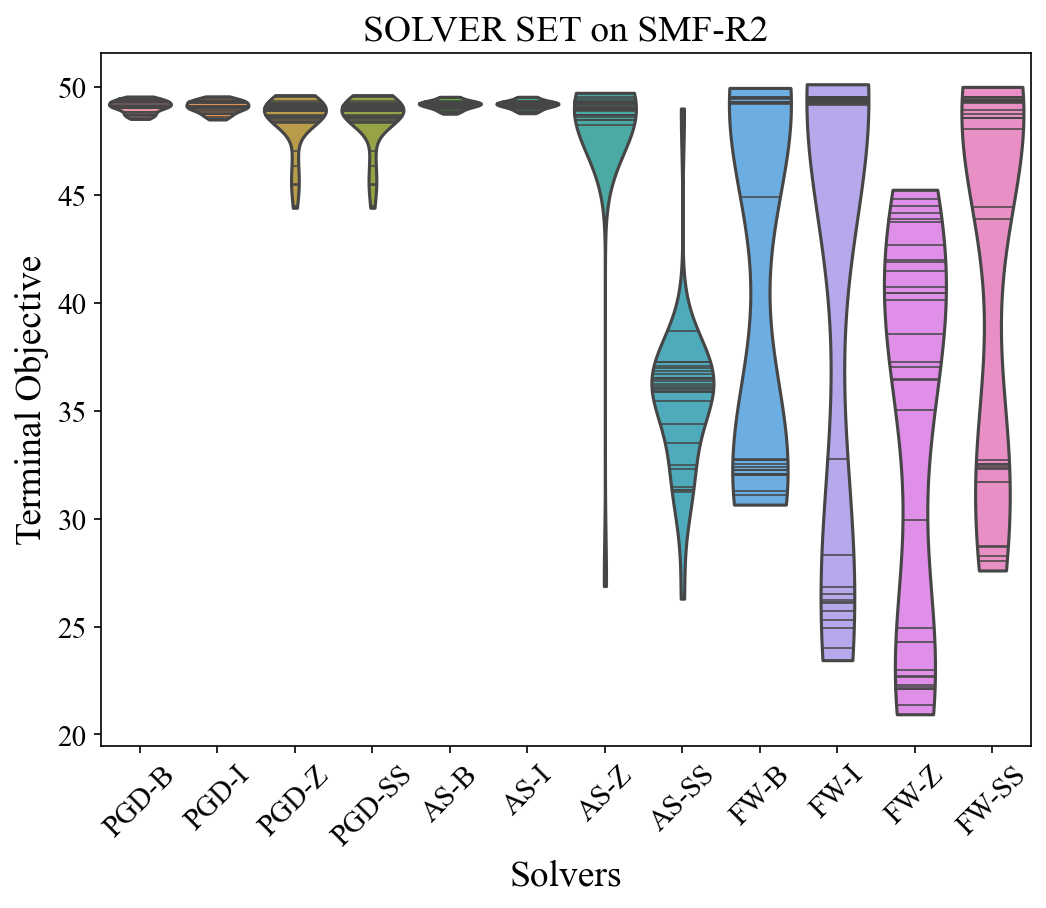 SOLVER SET on SMF-R2
Terminal Objective
50
45
40
35
30
25
20
PGD-B
PGD-I
PGD-Z
PGD-SS
AS-B
AS-I
AS-Z
AS-SS
FW-B
FW-I
FW-Z
FW-SS
Solvers